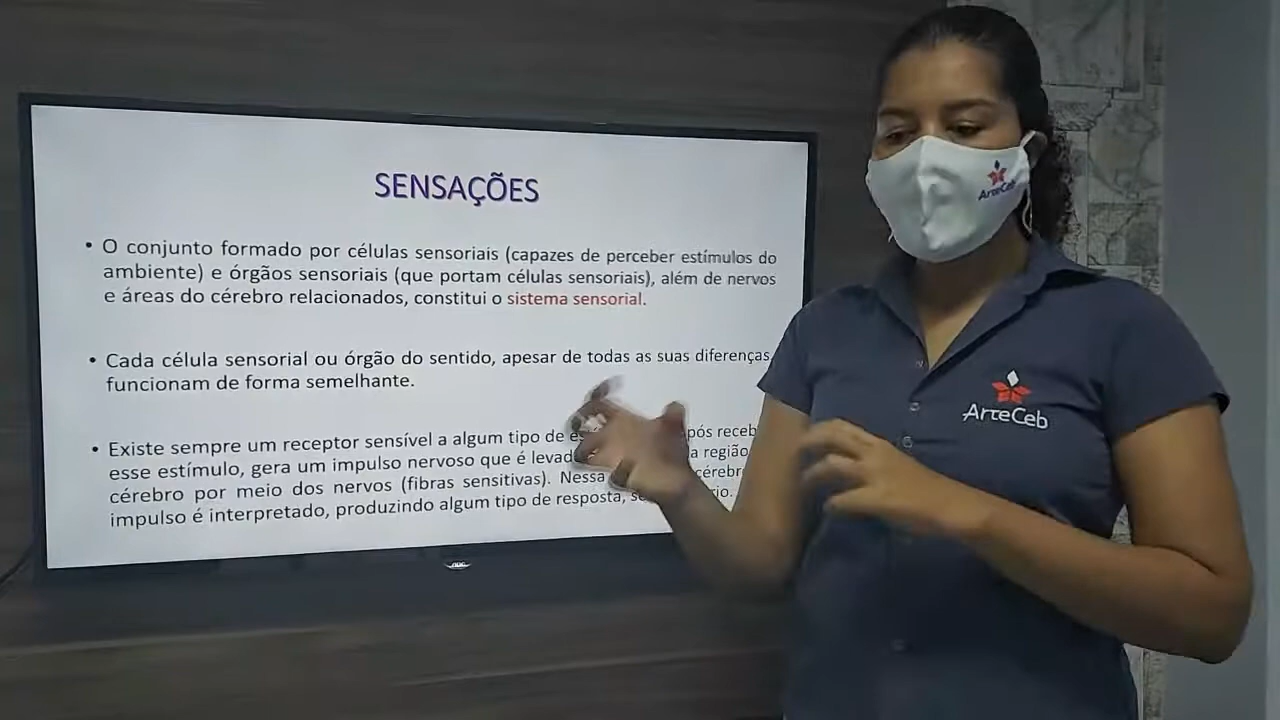 SENSAÇÕES
• O conjunto formado por células sensoriais (capazes de perceber estímulos do
ambiente) e órgãos sensoriais (que portam células sensoriais), além de nervos
e áreas do cérebro relacionados, constitui o sistema sensorial.
• Cada célula sensorial ou órgão do sentido, apesar de todas as suas diferenças,
funcionam de forma semelhante.
• Existe sempre um receptor sensível a algum tipo de
esse estímulo, gera um impulso nervoso que é região
cérebro por meio dos nervos (fibras sensitivas). Nessa
impulso é interpretado, produzindo algum tipo de resposta,
AOC
ArteCeb
ArteCeb